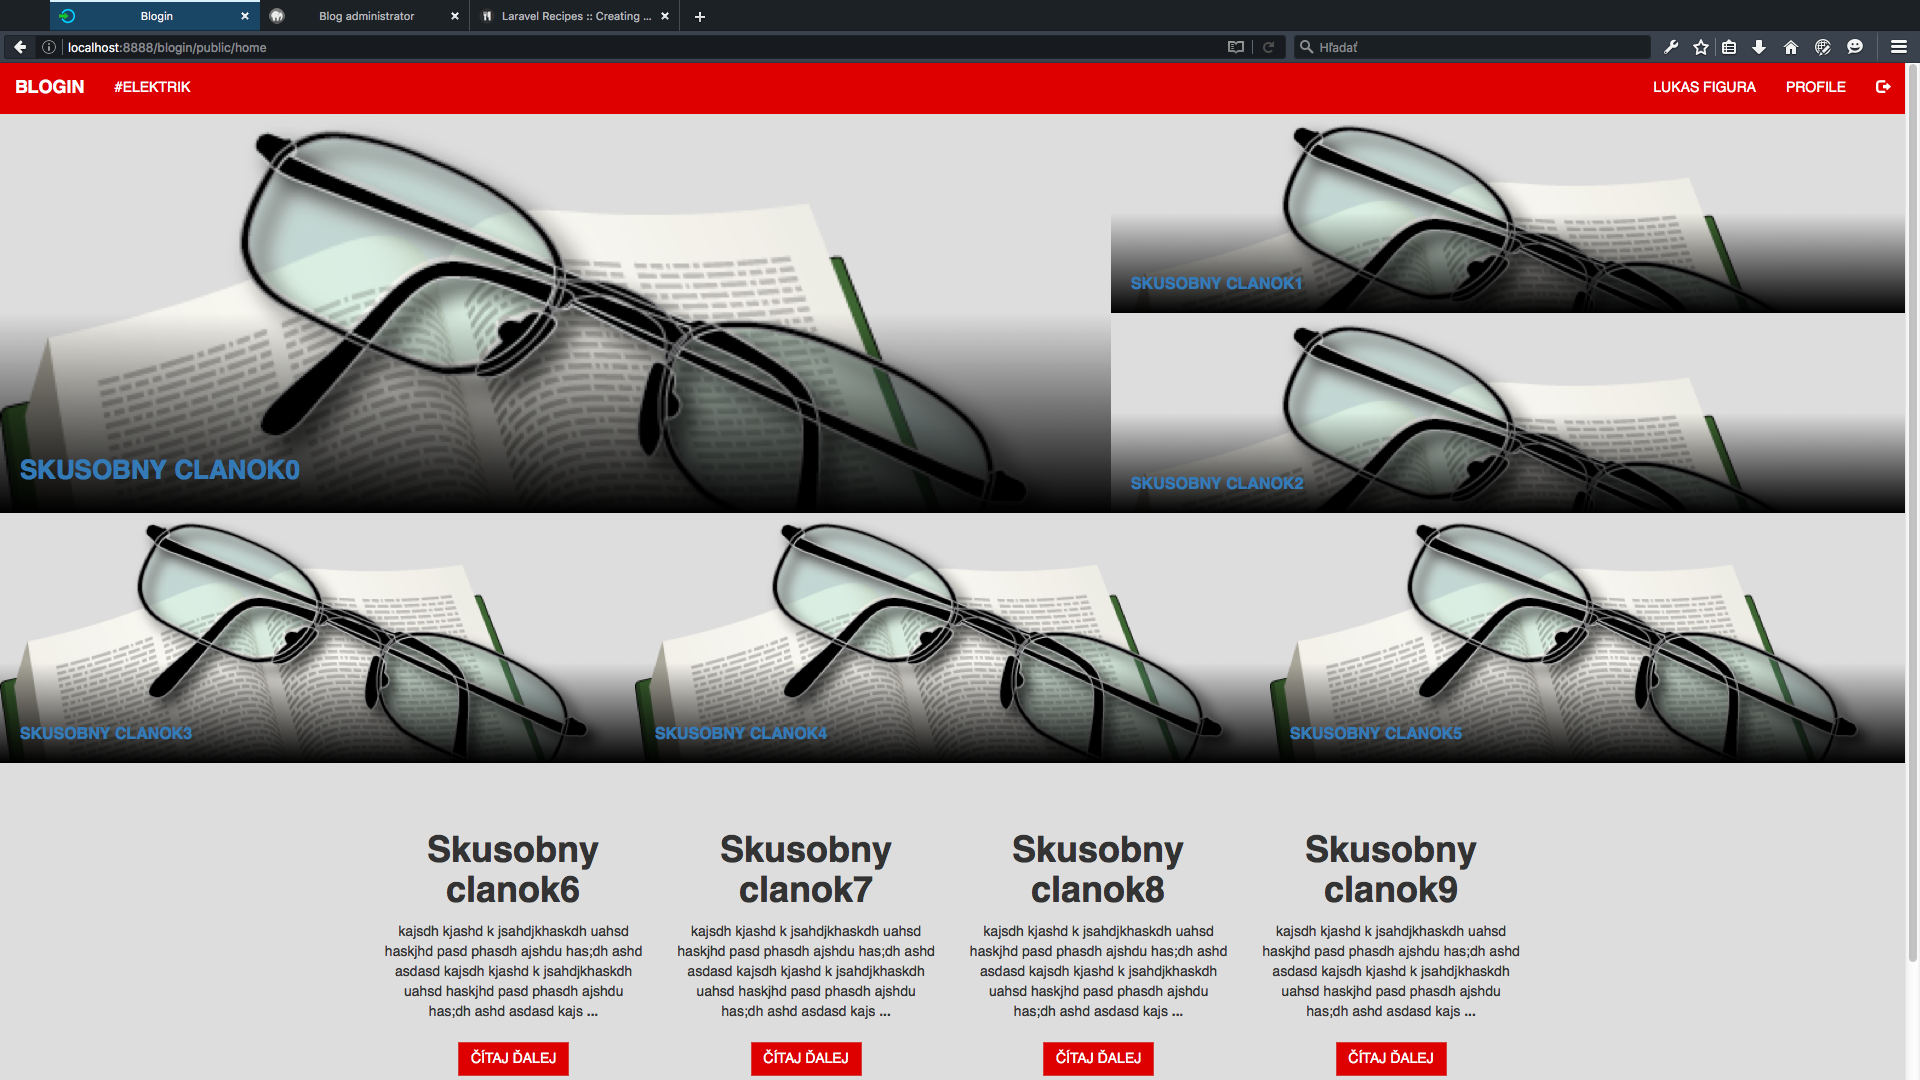 Blogin
Blog administrator
Laravel Recipes :: Creating ...
localhost:8888/blogin/public/home
Hľadať
BLOGIN
#ELEKTRIK
LUKAS FIGURA
PROFILE
SKUSOBNY CLANOK0
SKUSOBNY CLANOK1
SKUSOBNY CLANOK2
SKUSOBNY CLANOK3
SKUSOBNY CLANOK4
SKUSOBNY CLANOK5
Skusobny
clanok6
kajsdh kjashd k jsahdjkhaskdh uahsd
haskjhd pasd phasdh ajshdu has;dh ashd
asdasd kajsdh kjashd k jsahdjkhaskdh
uahsd haskjhd pasd phasdh ajshdu
has;dh ashd asdasd kajs ...
ČÍTAJ ĎALEJ
Skusobny
clanok7
kajsdh kjashd k jsahdjkhaskdh uahsd
haskjhd pasd phasdh ajshdu has;dh ashd
asdasd kajsdh kjashd k jsahdjkhaskdh
uahsd haskjhd pasd phasdh ajshdu
has;dh ashd asdasd kajs ...
ČÍTAJ ĎALEJ
Skusobny
clanok8
kajsdh kjashd k jsahdjkhaskdh uahsd
haskjhd pasd phasdh ajshdu has;dh ashd
asdasd kajsdh kjashd k jsahdjkhaskdh
uahsd haskjhd pasd phasdh ajshdu
has;dh ashd asdasd kajs ...
ČÍTAJ ĎALEJ
Skusobny
clanok9
kajsdh kjashd k jsahdjkhaskdh uahsd
haskjhd pasd phasdh ajshdu has;dh ashd
asdasd kajsdh kjashd k jsahdjkhaskdh
uahsd haskjhd pasd phasdh ajshdu
has;dh ashd asdasd kajs ...
ČÍTAJ ĎALEJ